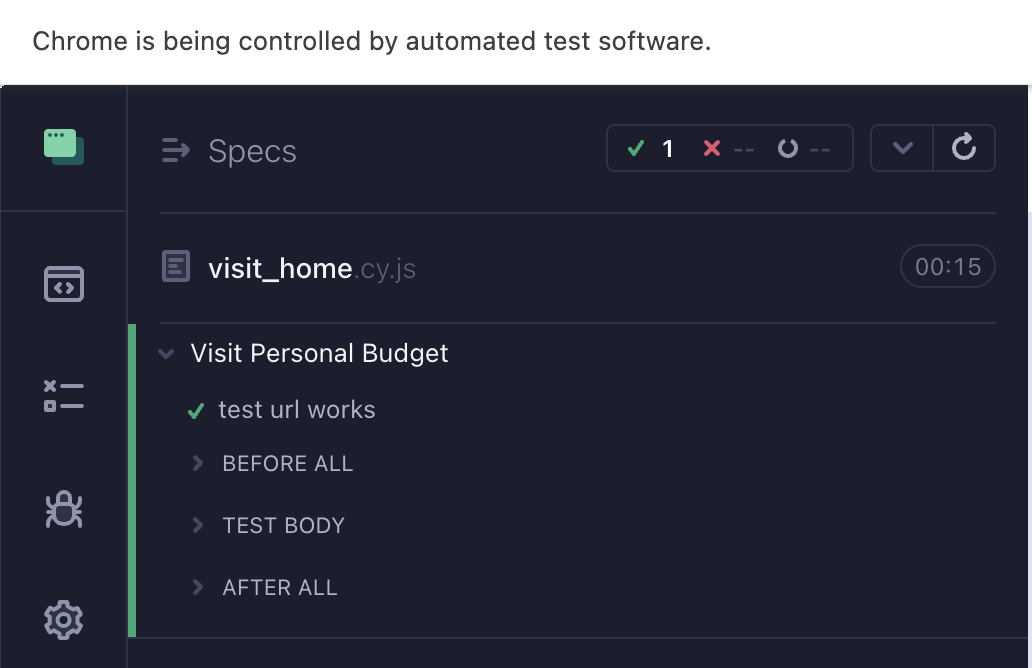 Chrome is being controlled by automated test software.
Specs
1 -- --
visit_home.cy.js
00:15
Visit Personal Budget
test url works
BEFORE ALL
TEST BODY
AFTER ALL